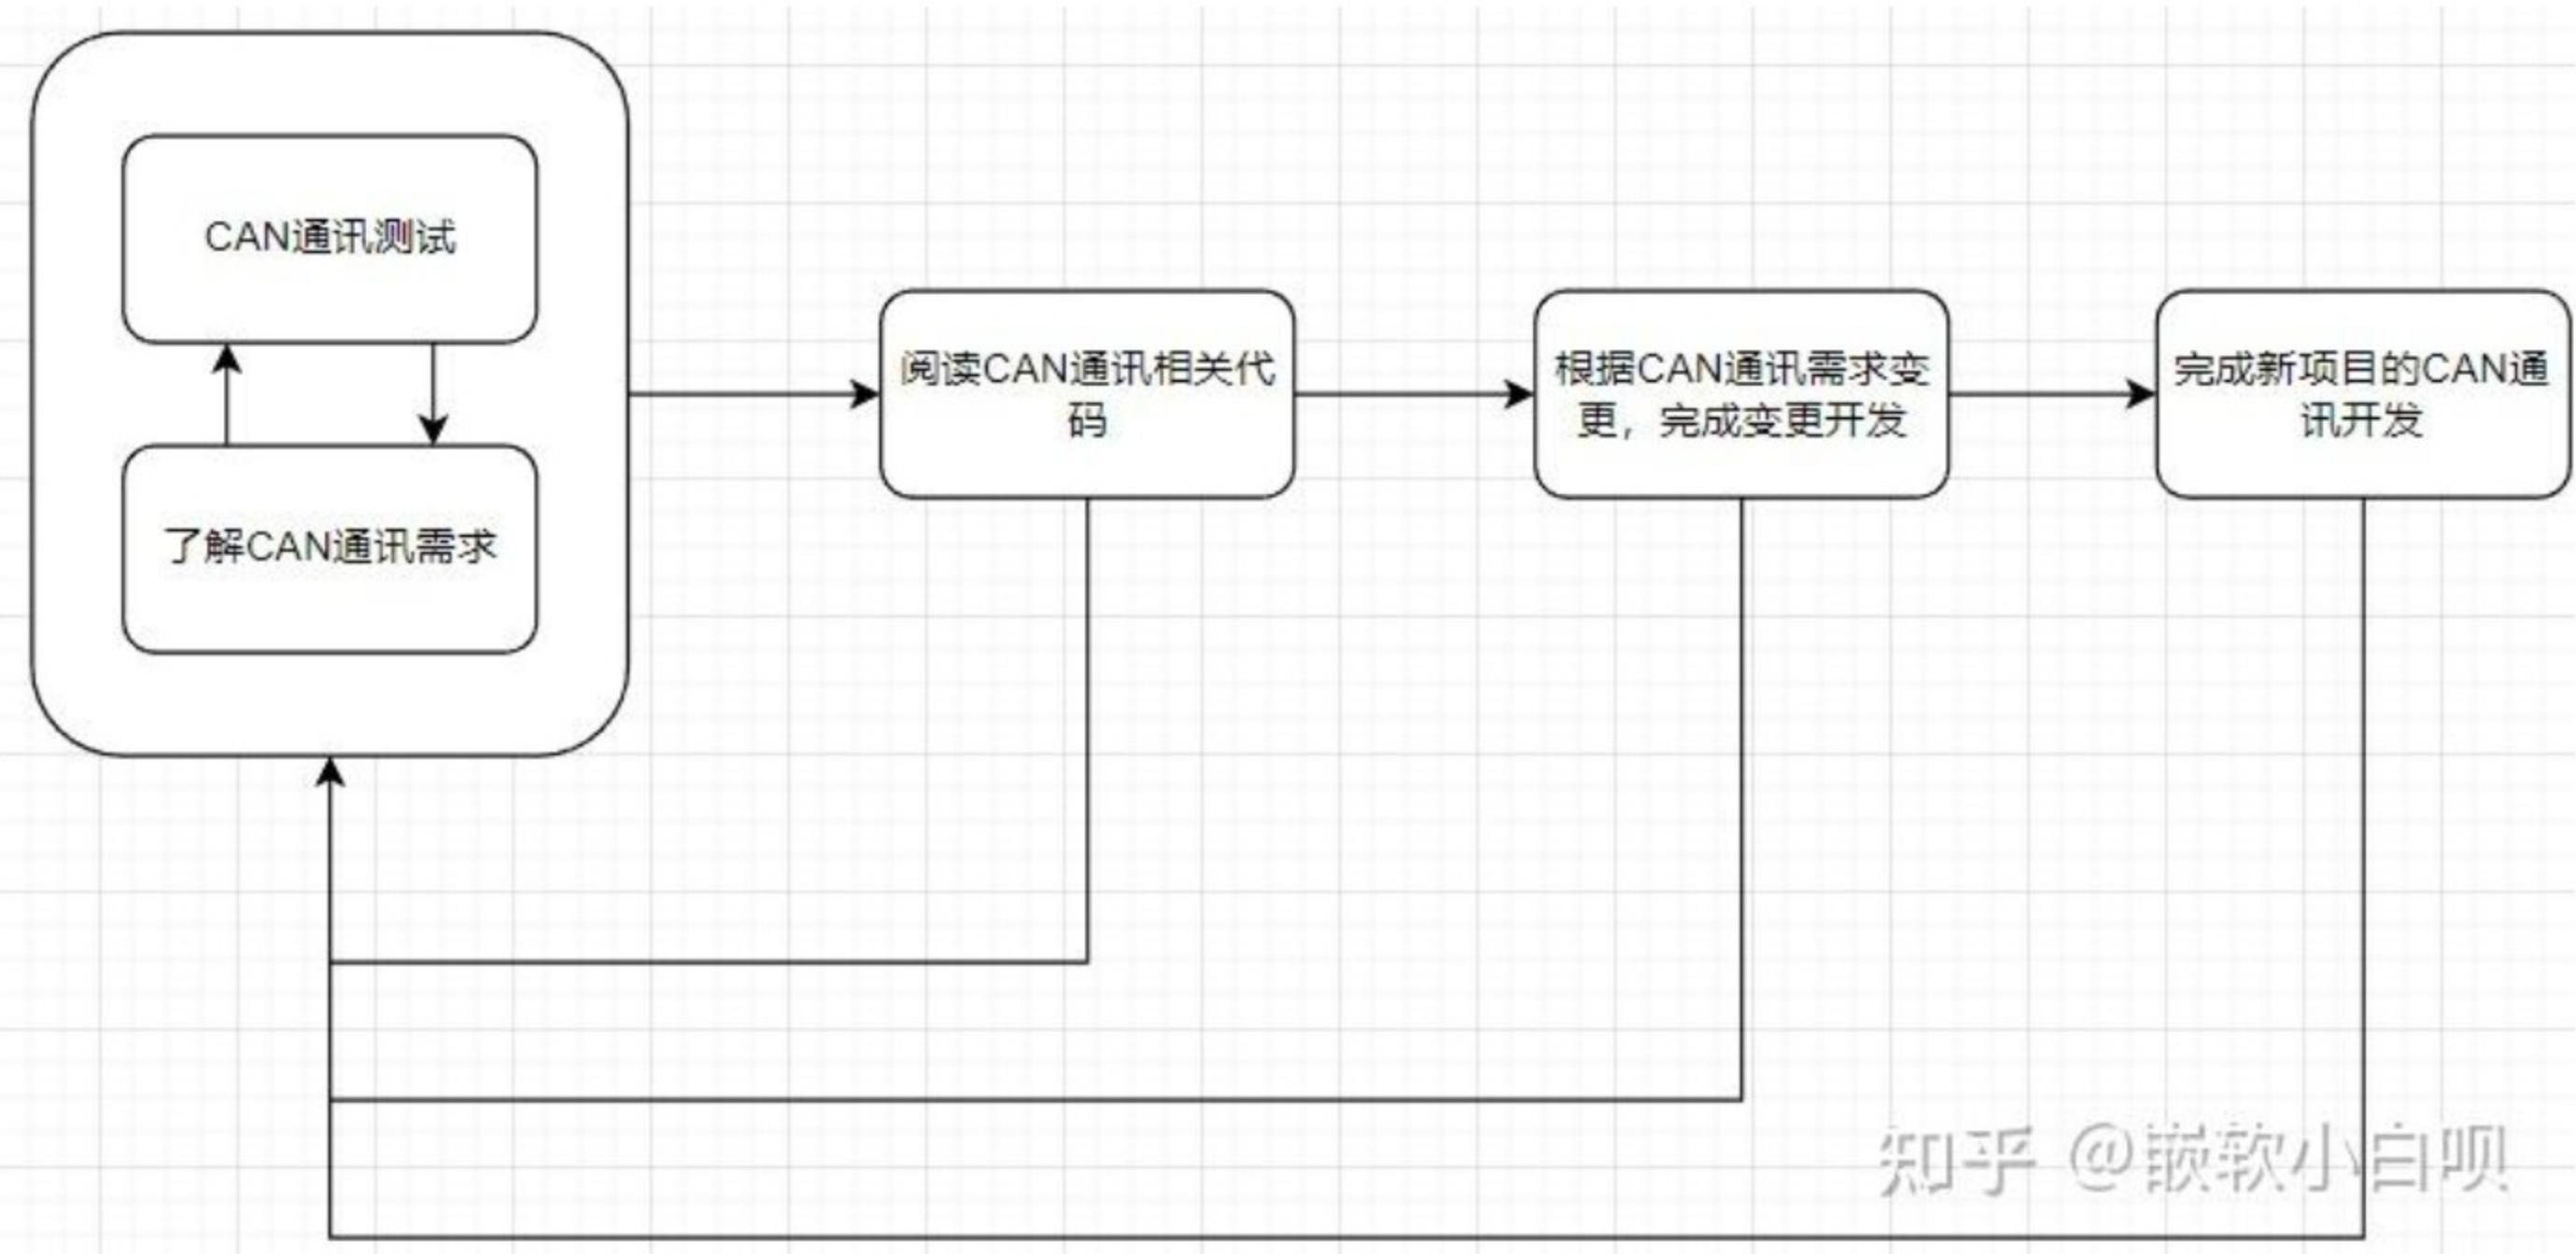 CAN通讯测试
了解CAN通讯需求
阅读CAN通讯相关代
码
根据CAN通讯需求变
更，完成变更开发
完成新项目的CAN通
讯开发
知乎 @嵌软小白呗